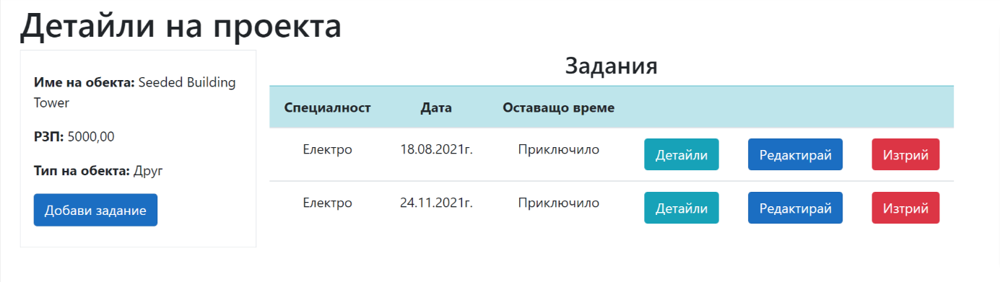 Детайли на проекта
Име на обекта: Seeded Building
Tower
РЗП: 5000,00
Тип на обекта: Друг
Добави задание
Задания
Специалност Дата Оставащо време
Електро 18.08.2021г. Приключило Детайли Редактирай Изтрий
Електро 24.11.2021г. Приключило Детайли Редактирай Изтрий